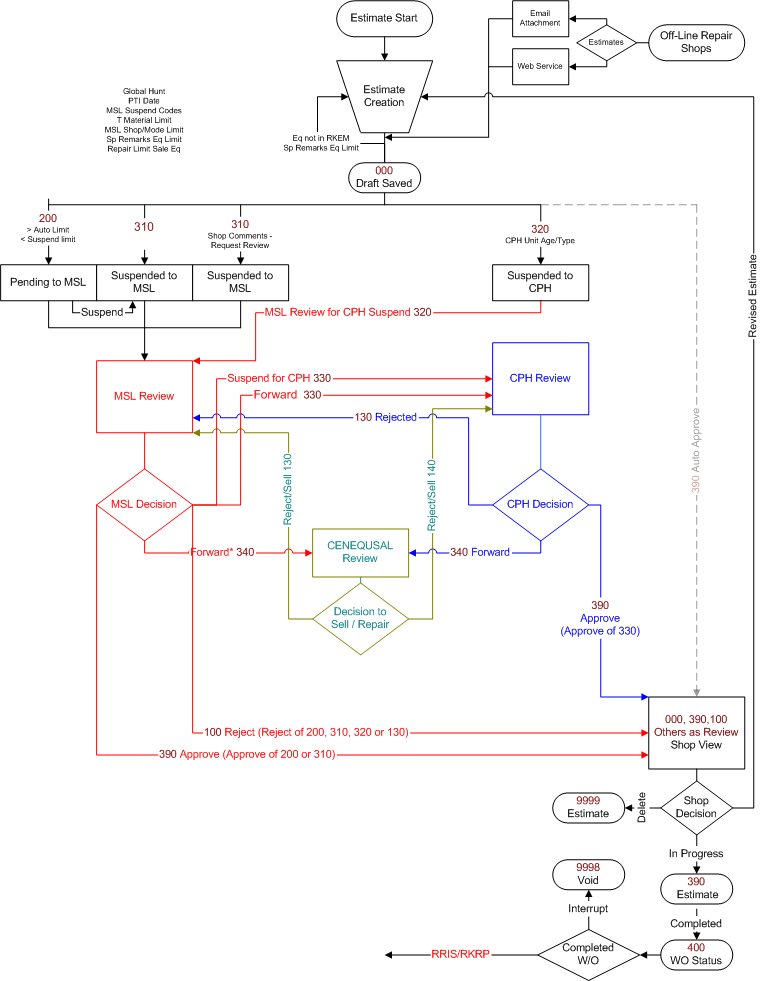 Estimate Start
Email
Attachment
Estimates
Off-Line Repair
Shops
Web Service
Estimate
Creation
Global Hunt
PTI Date
MSL Suspend Codes
T Material Limit
MSL Shop/Mode Limit
Sp Remarks Eq Limit
Repair Limit Sale Eq
Eq not in RKEM
Sp Remarks Eq Limit
000
Draft Saved
200
> Auto Limit
< Suspend limit
310
310
Shop Comments -
Request Review
320
CPH Unit Age/Type
Pending to MSL
Suspended to
MSL
Suspended to
MSL
Suspended to
CPH
Suspend
MSL Review for CPH Suspend 320
Revised Estimate
MSL Review
Suspend for CPH 330
Forward 330
CPH Review
130 Rejected
390 Auto Approve
Reject/Sell 130
Reject/Sell 140
MSL Decision
CPH Decision
Forward* 340
CENEQUSAL
Review
340 Forward
Decision to
Sell / Repair
390
Approve
(Approve of 330)
100 Reject (Reject of 200, 310, 320 or 130)
390 Approve (Approve of 200 or 310)
000, 390,100
Others as Review
Shop View
9999
Estimate
Delete
Shop
Decision
In Progress
9998
Void
390
Estimate
Interrupt
Completed
RRIS/RKRP
Completed
W/O
400
WO Status